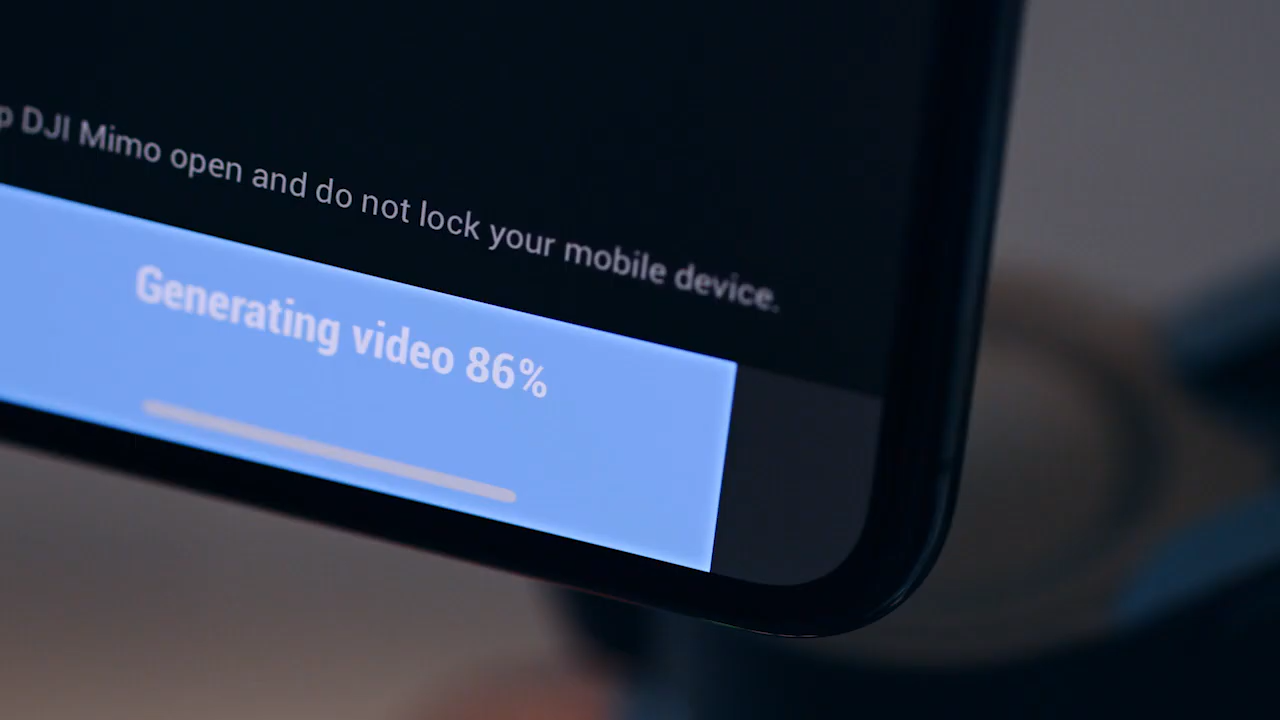 DJI Mimo open and do not lock your mobile device.
Generating video 86%